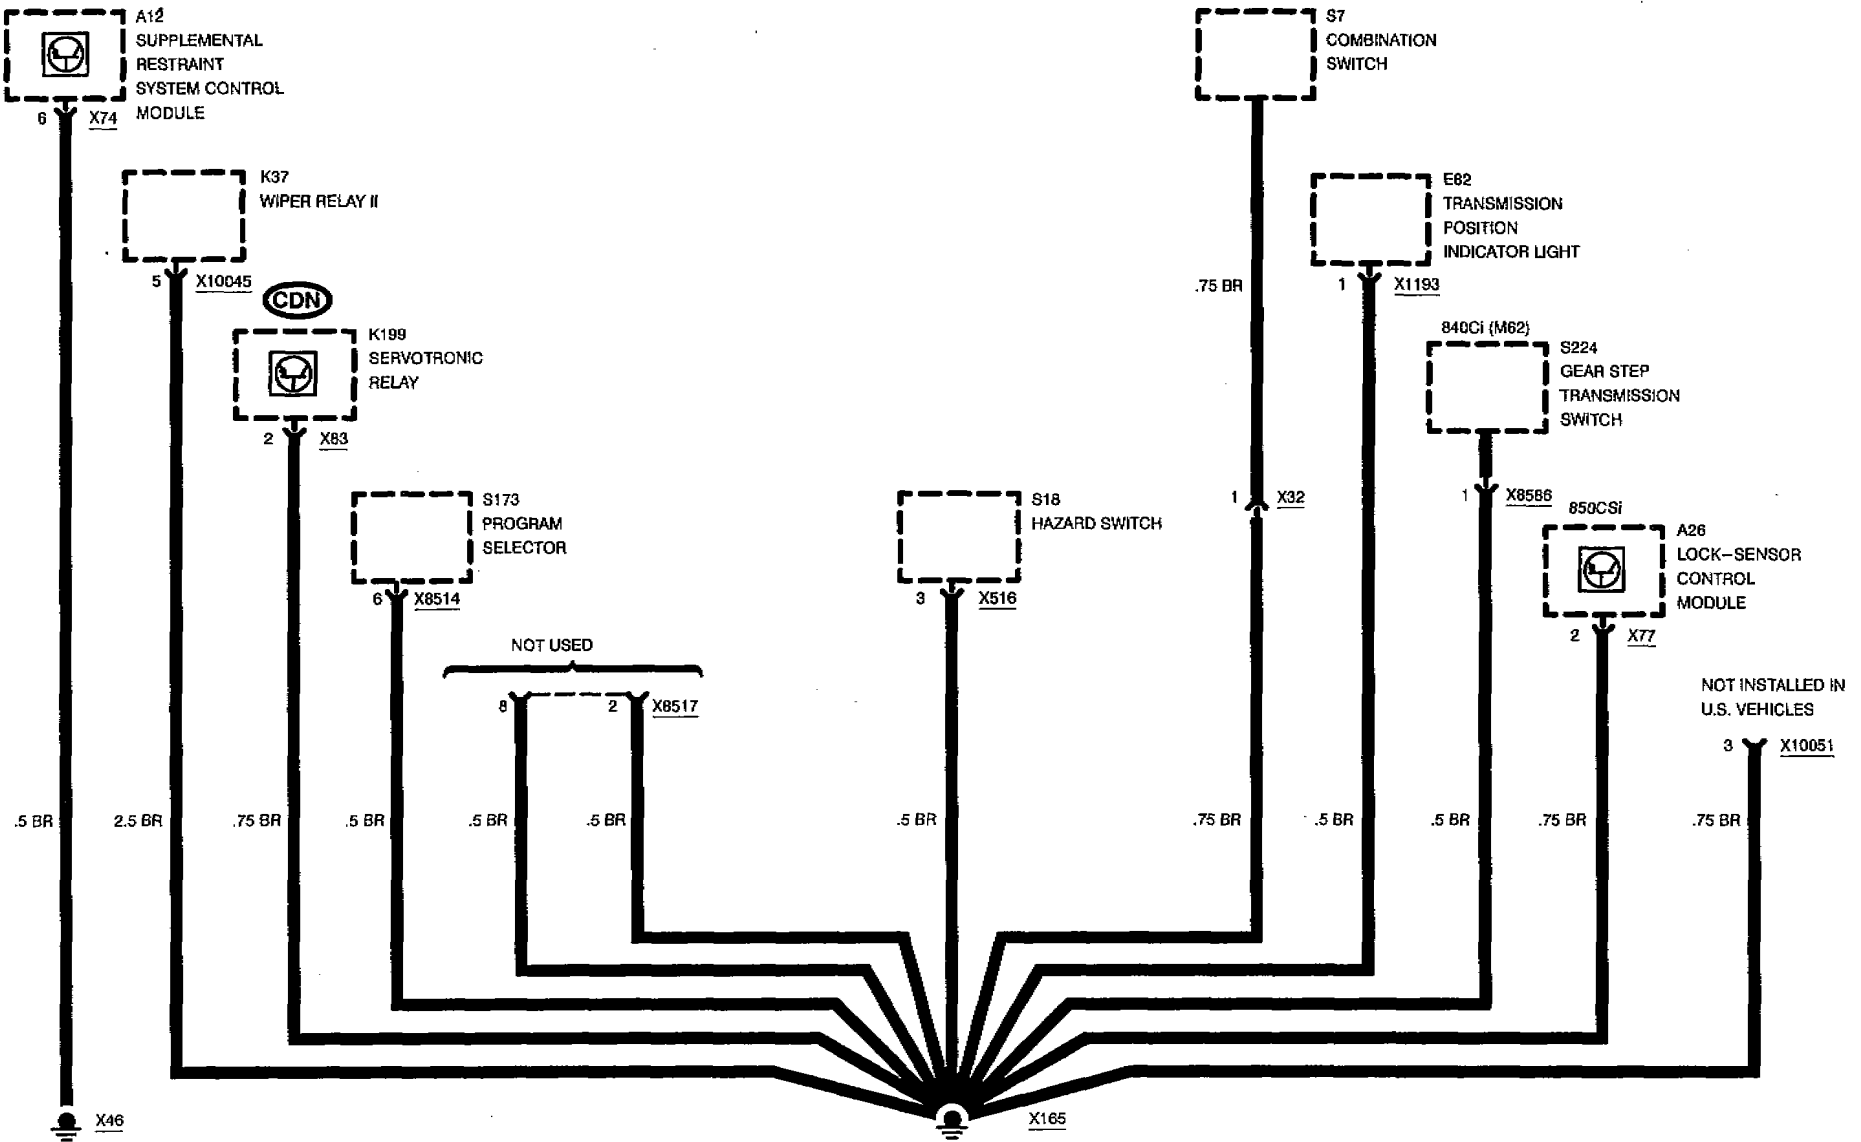 A12
SUPPLEMENTAL
RESTRAINT
SYSTEM CONTROL
MODULE
6
X74
K37
WIPER RELAY II
5
X10045
CDN
K199
SERVOTRONIC
RELAY
2
X83
S173
PROGRAM
SELECTOR
6
X8514
NOT USED
8
2
X8517
S18
HAZARD SWITCH
3
X516
S7
COMBINATION
SWITCH
.75 BR
1
X32
E82
TRANSMISSION
POSITION
INDICATOR LIGHT
1
X1193
840Ci (M62)
S224
GEAR STEP
TRANSMISSION
SWITCH
1
X8586
850CSi
A26
LOCK-SENSOR
CONTROL
MODULE
2
X77
NOT INSTALLED IN
U.S. VEHICLES
3
X10051
.5 BR
2.5 BR
.75 BR
.5 BR
.5 BR
.5 BR
.5 BR
.75 BR
.5 BR
.5 BR
.75 BR
.75 BR
X46
X165